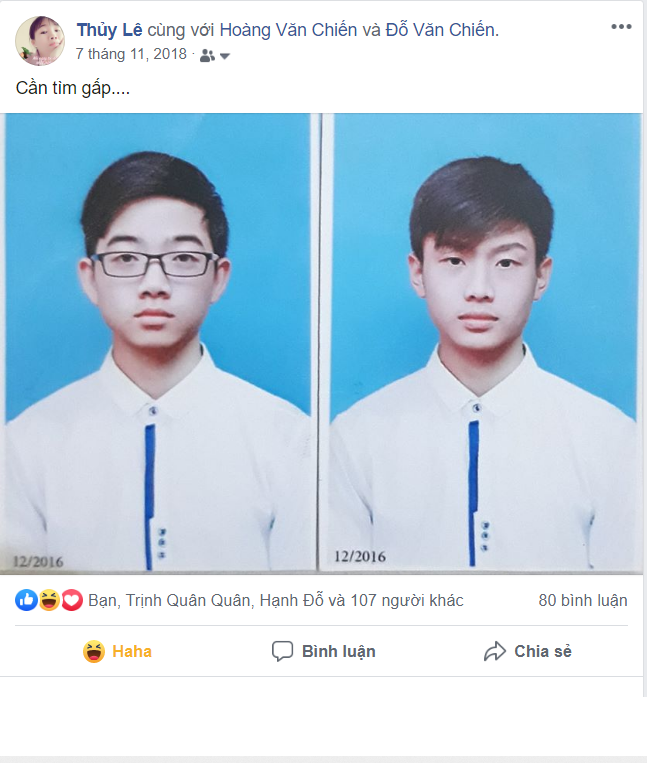 Thủy Lê cùng với Hoàng Văn Chiến và Đỗ Văn Chiến.
7 tháng 11, 2018 ·
Cần tìm gấp....
12/2016
12/2016
Bạn, Trịnh Quân Quân, Hạnh Đỗ và 107 người khác
80 bình luận
Haha
Bình luận
Chia sẻ